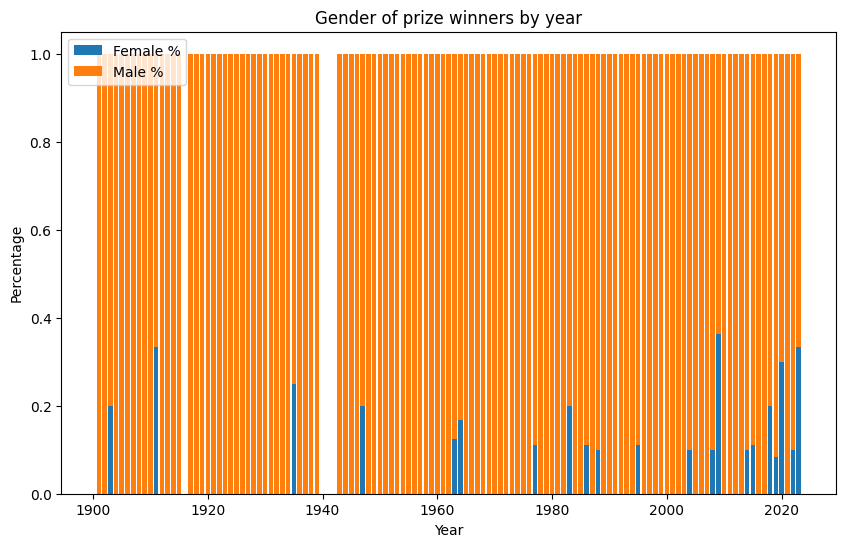 Gender of prize winners by year
Female %
Male %
1.0
0.8
0.6
0.4
0.2
0.0
Percentage
1900 1920 1940 1960 1980 2000 2020
Year